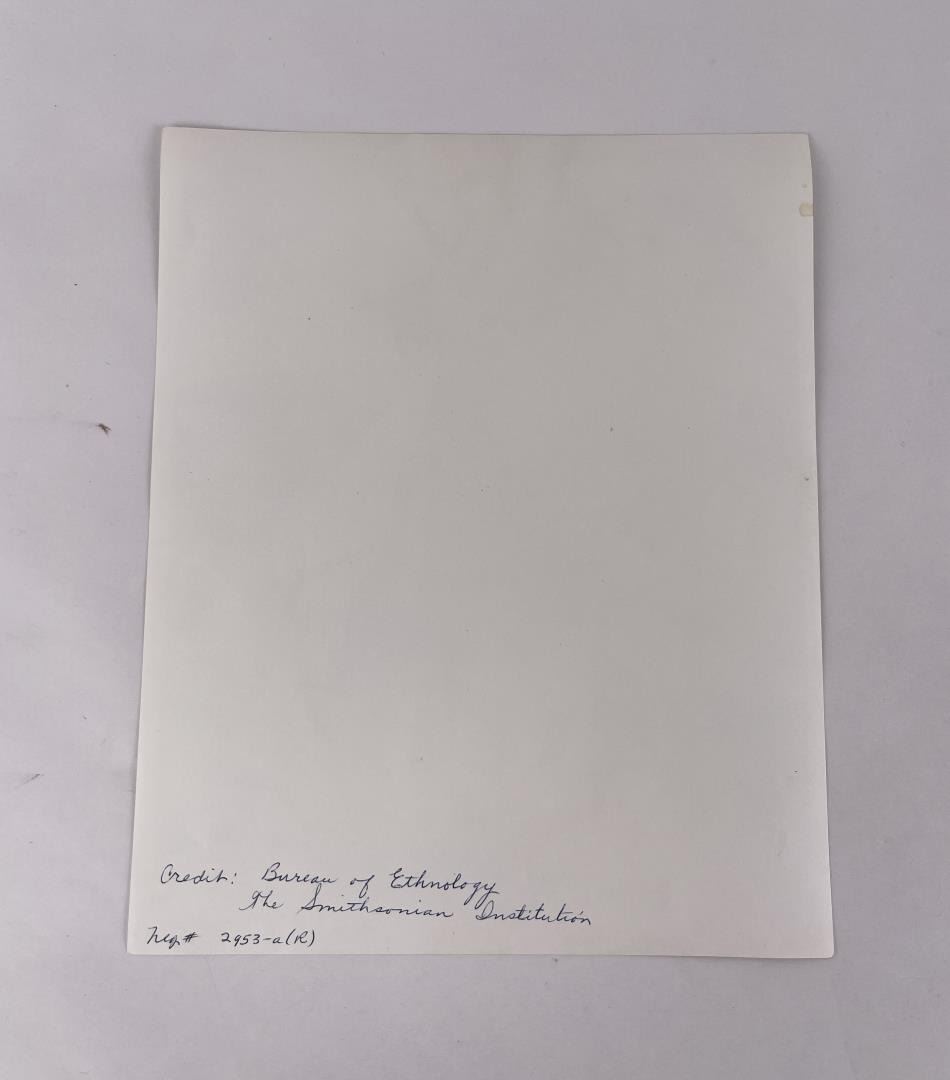 Credit: Bureau of Ethnology
The Smithsonian Institution
Neg# 2953-a(R)